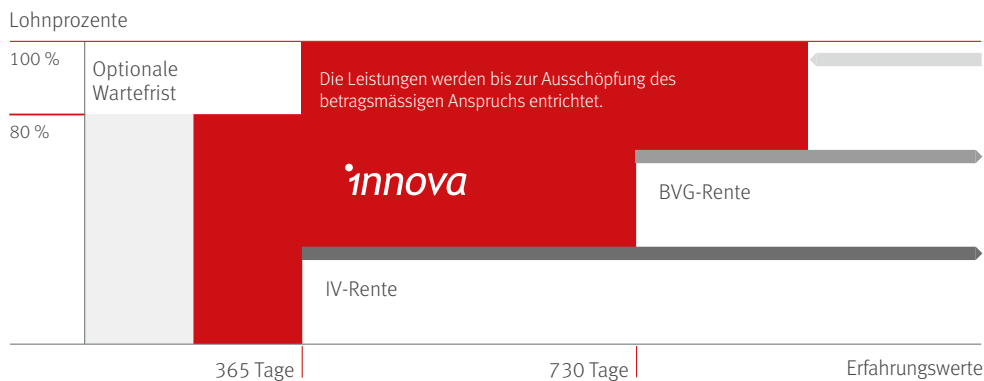 Lohnprozente
100 %
Optionale
Wartefrist
Die Leistungen werden bis zur Ausschöpfung des
betragsmässigen Anspruchs entrichtet.
80 %
innova
BVG-Rente
IV-Rente
365 Tage
730 Tage
Erfahrungswerte